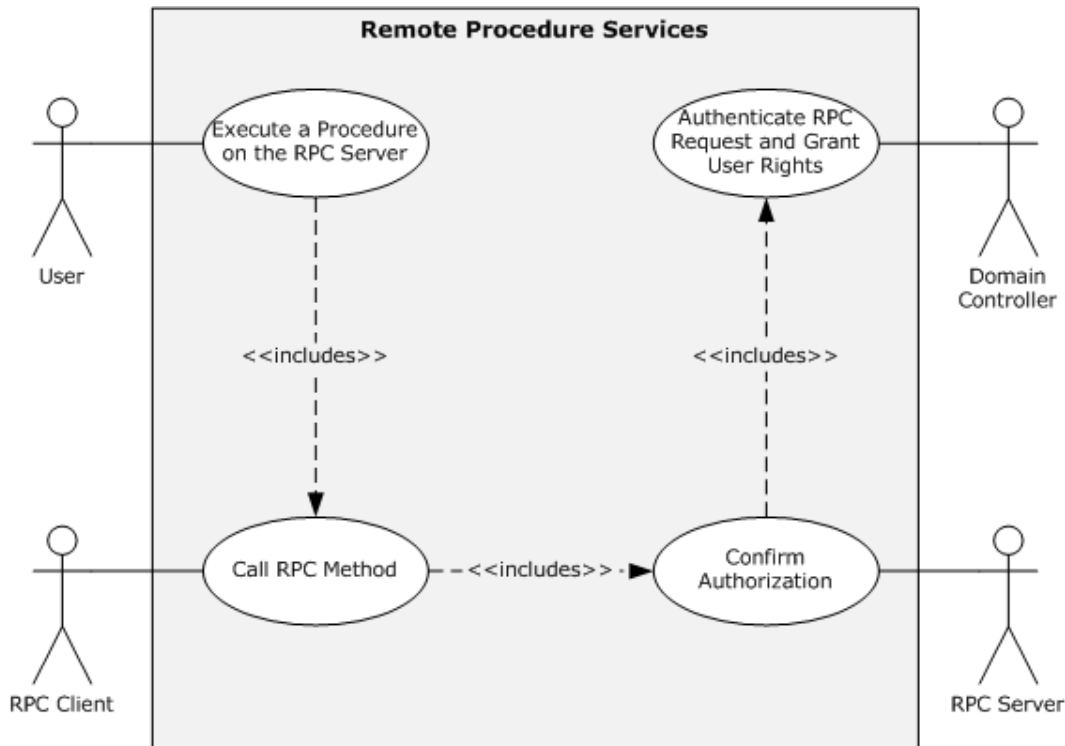 Remote Procedure Services
Execute a Procedure
on the RPC Server
Authenticate RPC
Request and Grant
User Rights
User
Domain
Controller
<<includes>>
<<includes>>
Call RPC Method
<<includes>>
Confirm
Authorization
RPC Client
RPC Server